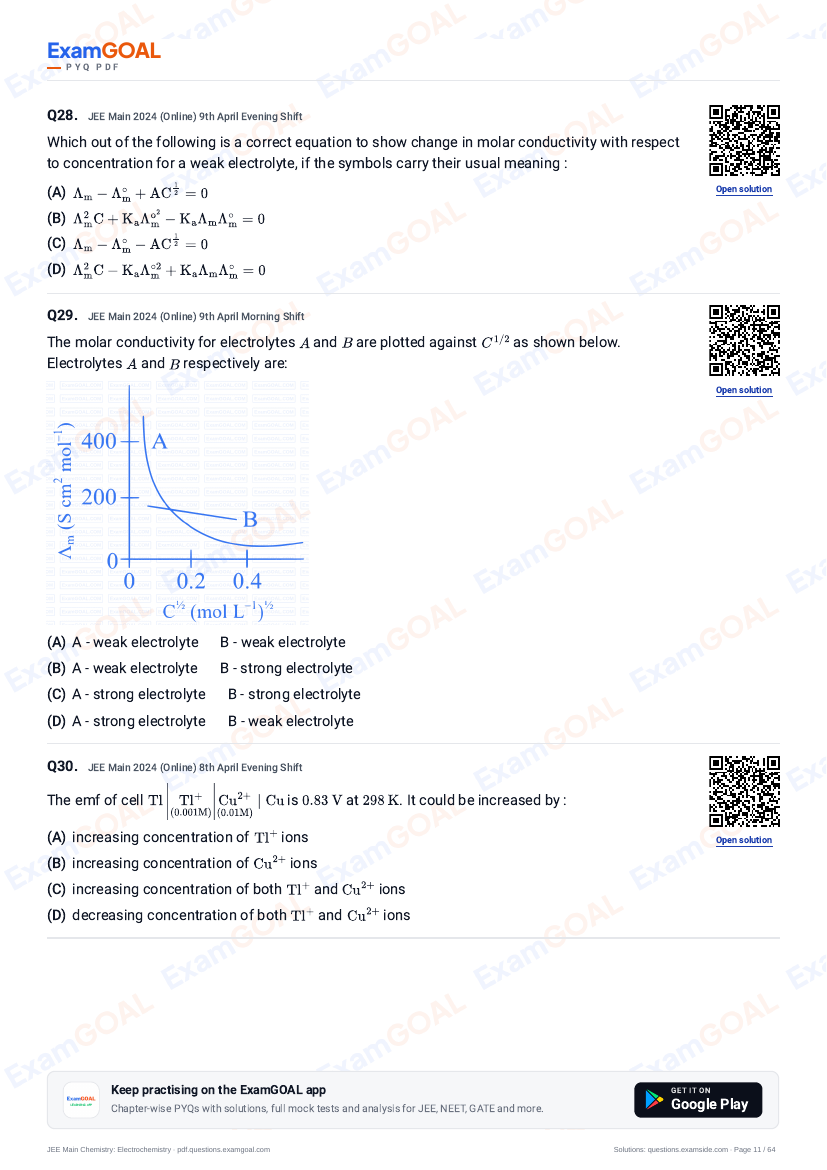 ExamGOAL
PYQ PDF
Q28. JEE Main 2024 (Online) 9th April Evening Shift
Which out of the following is a correct equation to show change in molar conductivity with respect
to concentration for a weak electrolyte, if the symbols carry their usual meaning :
(A) Λₘ − Λ°ₘ + AC^{1/2} = 0
(B) Λ²ₘC + KₐΛₘ^{o²} − KₐΛₘΛ°ₘ = 0
(C) Λₘ − Λ°ₘ − AC^{1/2} = 0
(D) Λ²ₘC − KₐΛₘ^{°2} + KₐΛₘΛ°ₘ = 0
Open solution
Q29. JEE Main 2024 (Online) 9th April Morning Shift
The molar conductivity for electrolytes A and B are plotted against C^{1/2} as shown below.
Electrolytes A and B respectively are:
Open solution
Λₘ (S cm² mol⁻¹)
400
A
200
B
0
0 0.2 0.4
C^½ (mol L⁻¹)^½
(A) A - weak electrolyte B - weak electrolyte
(B) A - weak electrolyte B - strong electrolyte
(C) A - strong electrolyte B - strong electrolyte
(D) A - strong electrolyte B - weak electrolyte
Q30. JEE Main 2024 (Online) 8th April Evening Shift
The emf of cell Tl | Tl⁺ (0.001M) | Cu²⁺ (0.01M) | Cu is 0.83 V at 298 K. It could be increased by :
(A) increasing concentration of Tl⁺ ions
(B) increasing concentration of Cu²⁺ ions
(C) increasing concentration of both Tl⁺ and Cu²⁺ ions
(D) decreasing concentration of both Tl⁺ and Cu²⁺ ions
Open solution
ExamGOAL
Keep practising on the ExamGOAL app
Chapter-wise PYQs with solutions, full mock tests and analysis for JEE, NEET, GATE and more.
GET IT ON
Google Play
JEE Main Chemistry: Electrochemistry · pdf.questions.examgoal.com
Solutions: questions.examside.com · Page 11 / 64